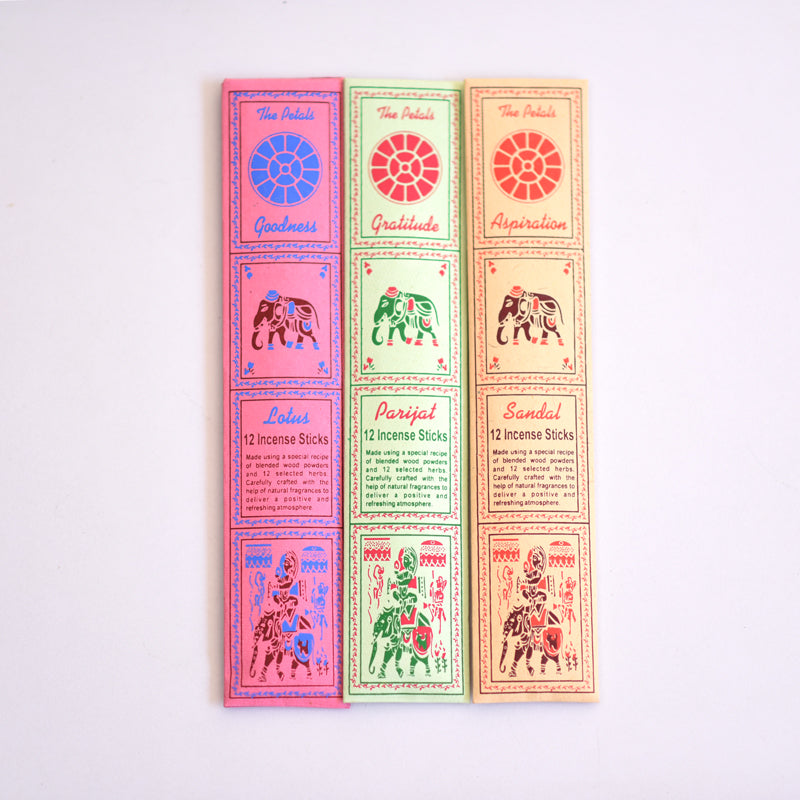 The Petals
Goodness
Lotus
12 Incense Sticks
Made using a special recipe
of blended wood powders
and 12 selected herbs.
Carefully crafted with the
help of natural fragrances to
deliver a positive and
refreshing atmosphere.
The Petals
Gratitude
Parijat
12 Incense Sticks
Made using a special recipe
of blended wood powders
and 12 selected herbs.
Carefully crafted with the
help of natural fragrances to
deliver a positive and
refreshing atmosphere.
The Petals
Aspiration
Sandal
12 Incense Sticks
Made using a special recipe
of blended wood powders
and 12 selected herbs.
Carefully crafted with the
help of natural fragrances to
deliver a positive and
refreshing atmosphere.